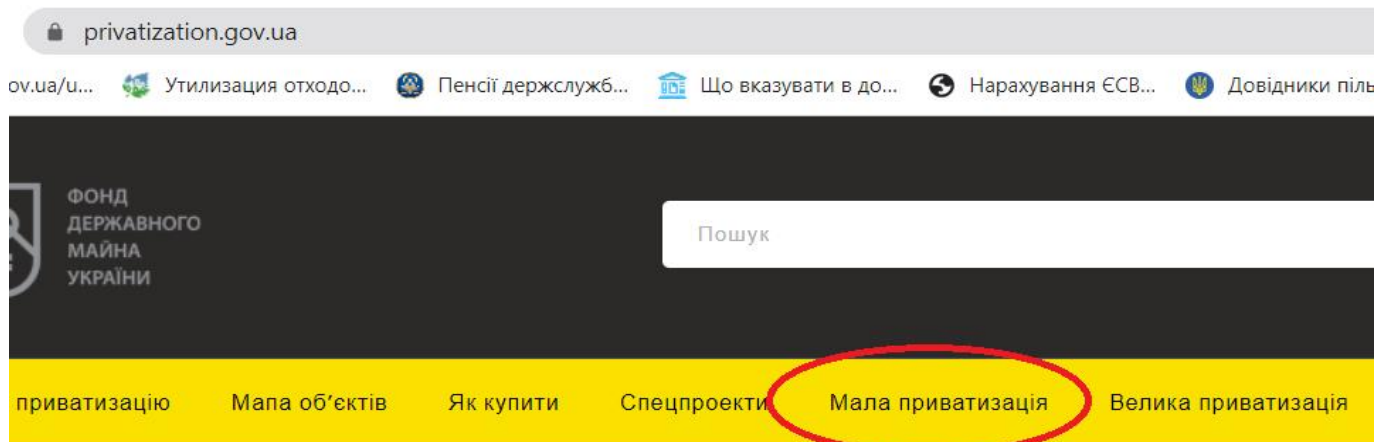 privatization.gov.ua
ov.ua/u... Утилизация отходо... Пенсії держслужб... Що вказувати в до... Нарахування ЄСВ... Довідники піль
ФОНД
ДЕРЖАВНОГО
МАЙНА
УКРАЇНИ
Пошук
приватизацію Мапа об’єктів Як купити Спецпроекти Мала приватизація Велика приватизація